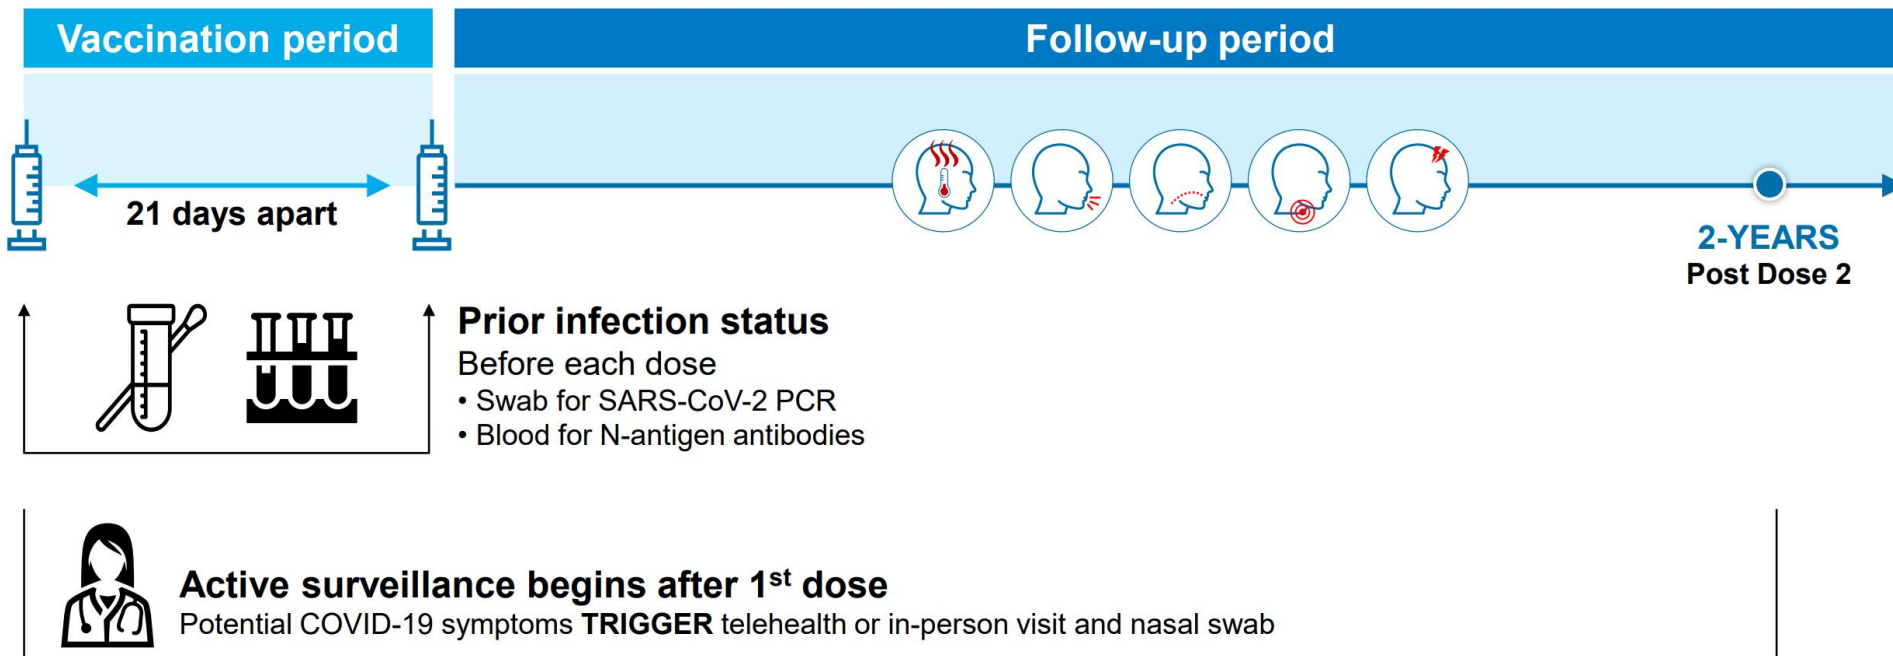 Vaccination period
Follow-up period
21 days apart
2-YEARS
Post Dose 2
Prior infection status
Before each dose
• Swab for SARS-CoV-2 PCR
• Blood for N-antigen antibodies
Active surveillance begins after 1st dose
Potential COVID-19 symptoms TRIGGER telehealth or in-person visit and nasal swab